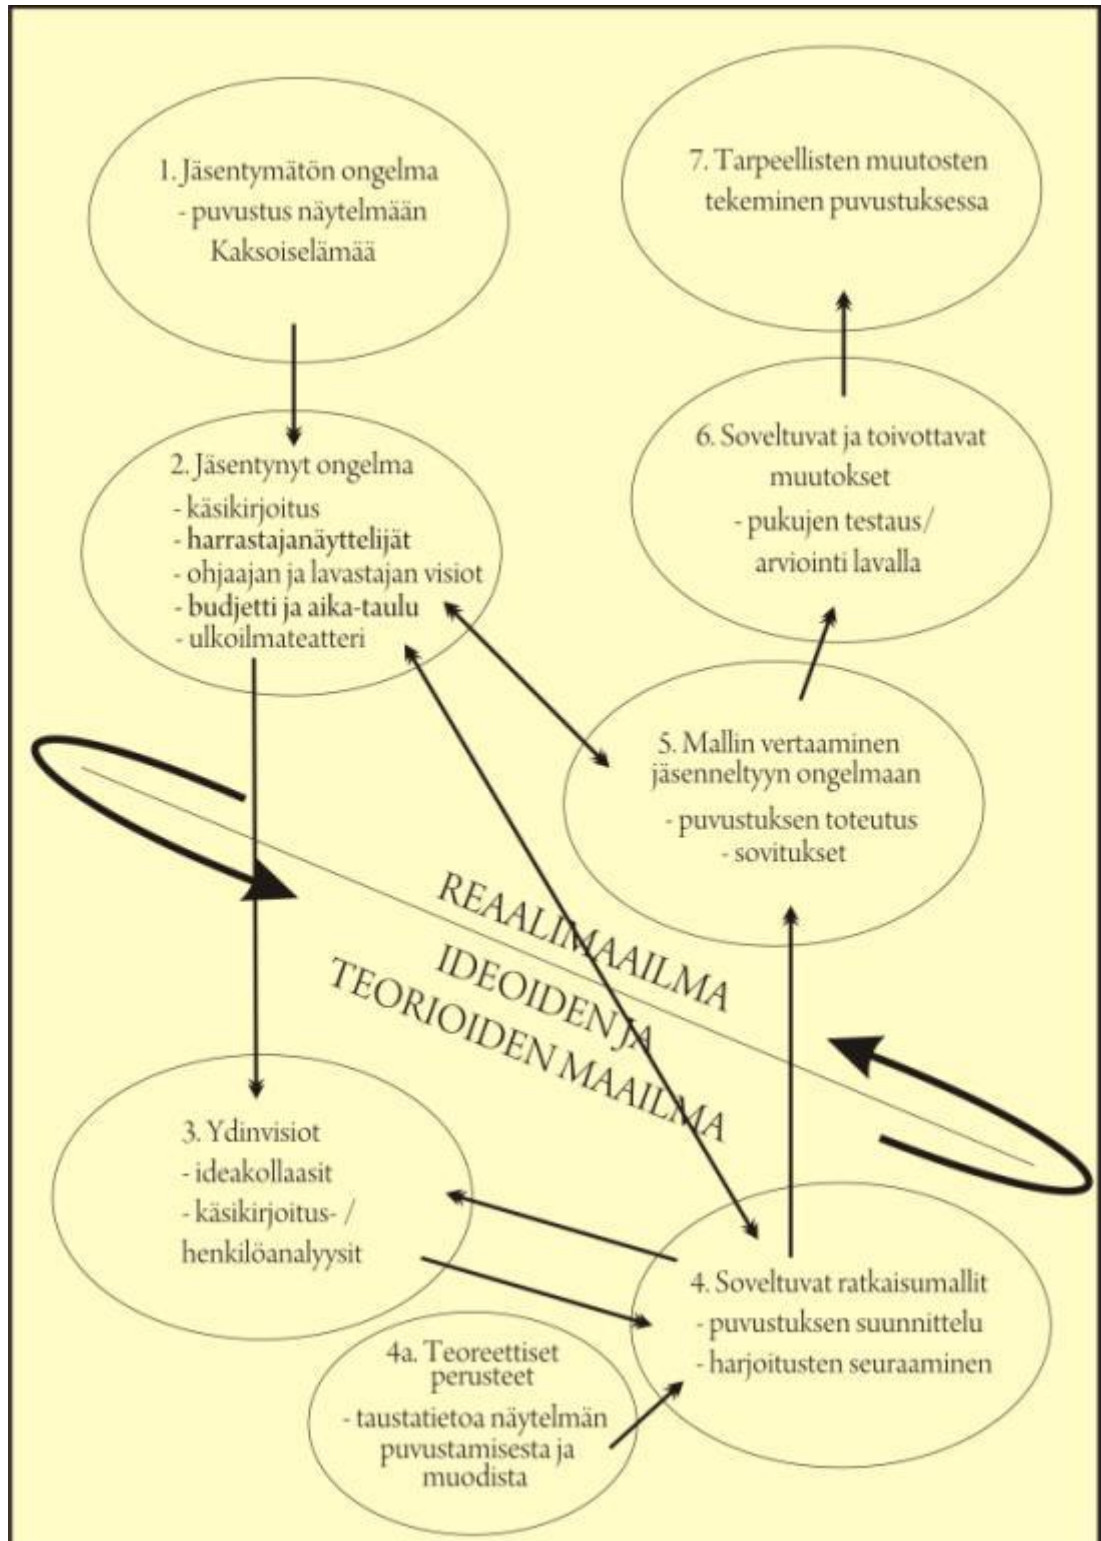 1. Jäsentymätön ongelma
- puvustus näytelmään
Kaksoiselämää
2. Jäsentynyt ongelma
- käsikirjoitus
- harrastajanäyttelijät
- ohjaajan ja lavastajan visiot
- budjetti ja aika-taulu
- ulkoilmateatteri
3. Ydinvisiot
- ideakollaasit
- käsikirjoitus- /
henkilöanalyysit
4a. Teoreettiset
perusteet
- taustatietoa näytelmän
puvustamisesta ja
muodista
4. Soveltuvat ratkaisumallit
- puvustuksen suunnittelu
- harjoitusten seuraaminen
5. Mallin vertaaminen
jäsenneltyyn ongelmaan
- puvustuksen toteutus
- sovitukset
6. Soveltuvat ja toivottavat
muutokset
- pukujen testaus/
arviointi lavalla
7. Tarpeellisten muutosten
tekeminen puvustuksessa
REAALIMAAILMA
IDEOIDEN JA
TEORIOIDEN MAAILMA